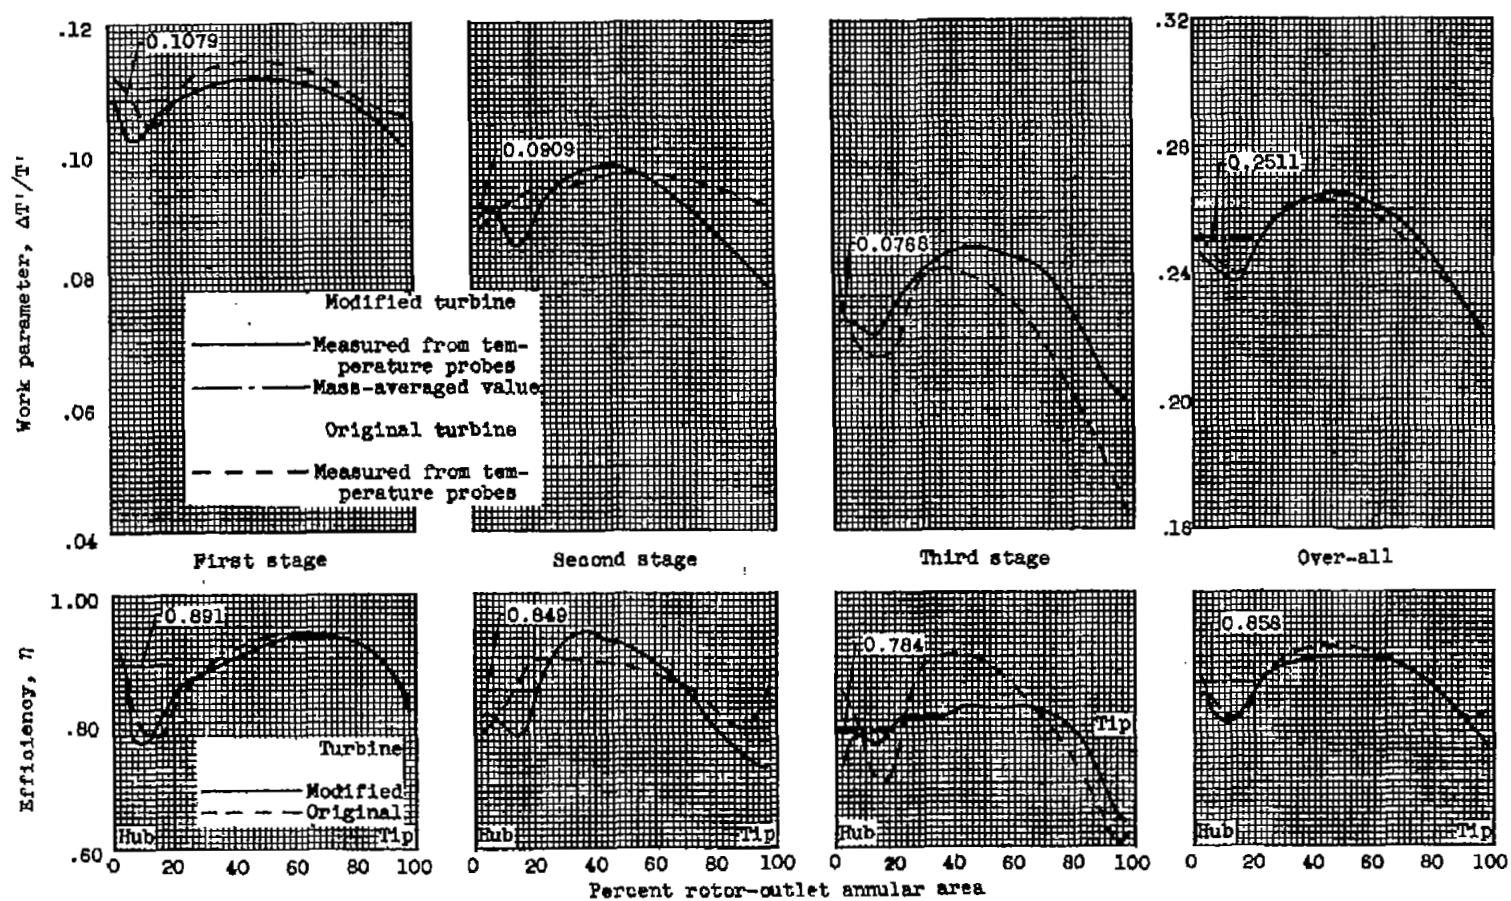 Work parameter, ΔT'/T'
.12
.10
.08
.06
.04
0.1079
0.0909
0.0768
.32
.28
.24
.20
.18
0.2511
Modified turbine
Measured from tem-
perature probes
Mass-averaged value
Original turbine
Measured from tem-
perature probes
First stage
Second stage
Third stage
Over-all
Efficiency, η
1.00
.80
.60
0.891
0.849
0.784
0.858
Turbine
Modified
Original
Hub
Tip
Hub
Tip
Hub
Tip
Hub
Tip
0 20 40 60 80 100
0 20 40 60 80 100
0 20 40 60 80 100
0 20 40 60 80 100
Percent rotor-outlet annular area